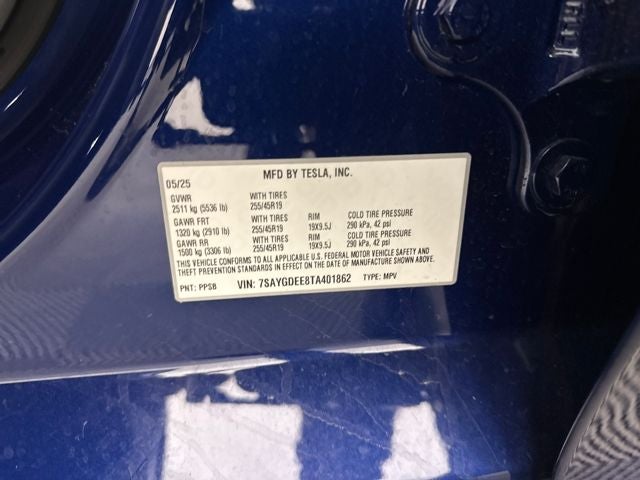 MFD BY TESLA, INC.
05/25
GVWR WITH TIRES
2511 kg (5536 lb) 255/45R19
GAWR FRT WITH TIRES RIM COLD TIRE PRESSURE
1320 kg (2910 lb) 255/45R19 19X9.5J 290 kPa, 42 psi
GAWR RR WITH TIRES RIM COLD TIRE PRESSURE
1500 kg (3306 lb) 255/45R19 19X9.5J 290 kPa, 42 psi
THIS VEHICLE CONFORMS TO ALL APPLICABLE U.S. FEDERAL MOTOR VEHICLE SAFETY AND
THEFT PREVENTION STANDARDS IN EFFECT ON THE DATE OF MANUFACTURE SHOWN ABOVE.
PNT: PPSB VIN: 7SAYGDEE8TA401862 TYPE: MPV